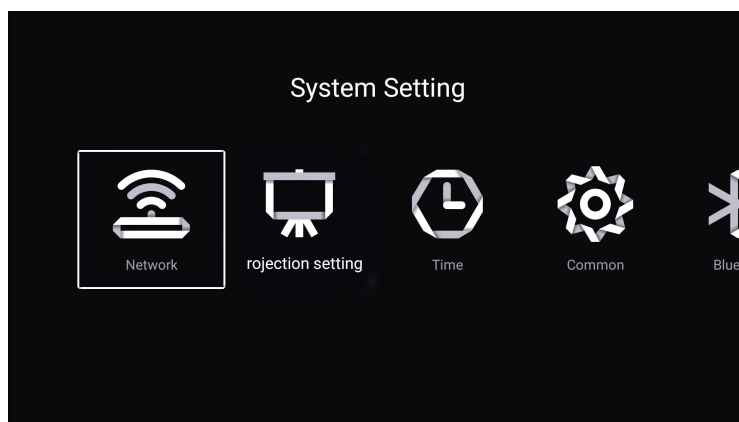 System Setting
Network
rojection setting
Time
Common
Blue